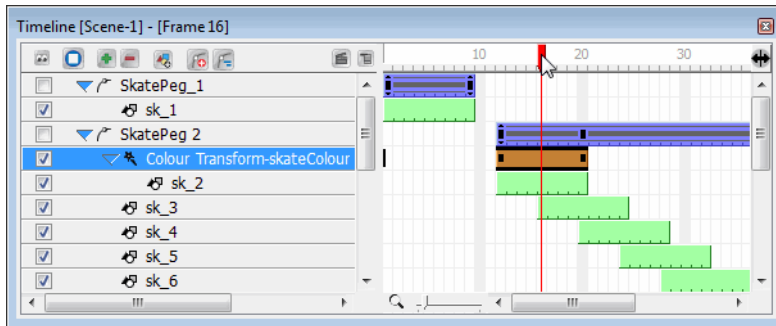 Timeline [Scene-1] - [Frame 16]
10 20 30
SkatePeg_1
sk_1
SkatePeg 2
Colour Transform-skateColour
sk_2
sk_3
sk_4
sk_5
sk_6